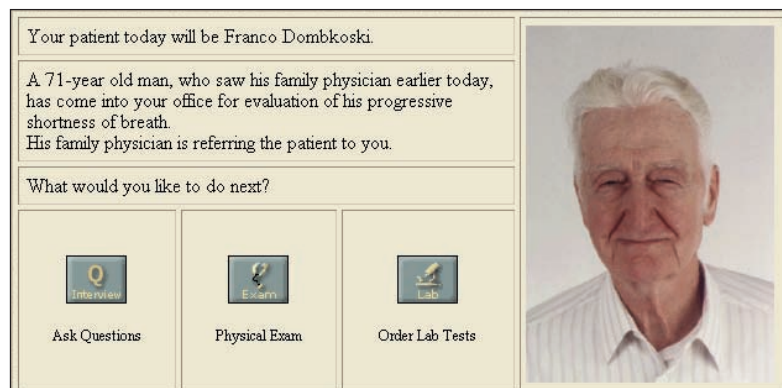 Your patient today will be Franco Dombkoski.
A 71-year old man, who saw his family physician earlier today,
has come into your office for evaluation of his progressive
shortness of breath.
His family physician is referring the patient to you.
What would you like to do next?
Q
Interview
Exam
Lab
Ask Questions
Physical Exam
Order Lab Tests